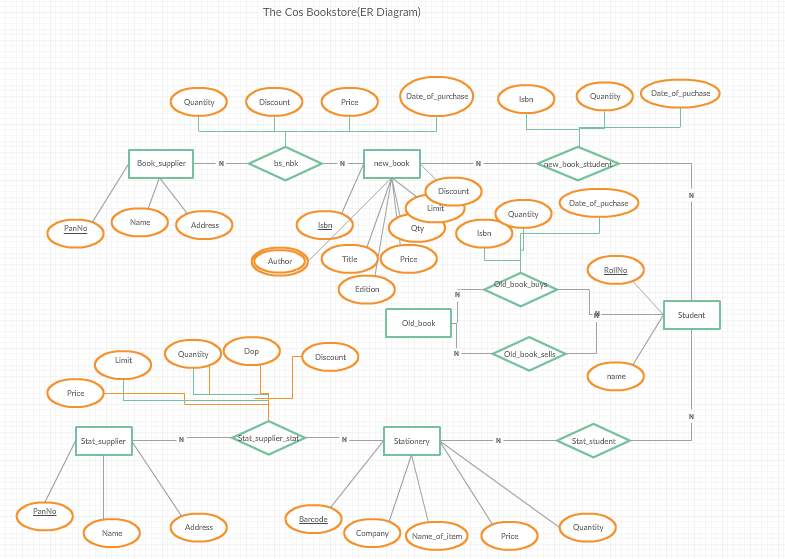 The Cos Bookstore(ER Diagram)
Quantity
Discount
Price
Date_of_purchase
Isbn
Quantity
Date_of_puchase
Book_supplier
N
bs_nbk
N
new_book
N
new_book_sttudent
N
PanNo
Name
Address
Isbn
Author
Title
Edition
Price
Qty
Limit
Discount
Isbn
Quantity
Date_of_puchase
Old_book_buys
N
N
RollNo
Old_book
Student
N
N
Old_book_sells
name
Limit
Quantity
Dop
Discount
Price
Stat_supplier
N
Stat_supplier_stat
N
Stationery
N
Stat_student
N
PanNo
Name
Address
Barcode
Company
Name_of_item
Price
Quantity